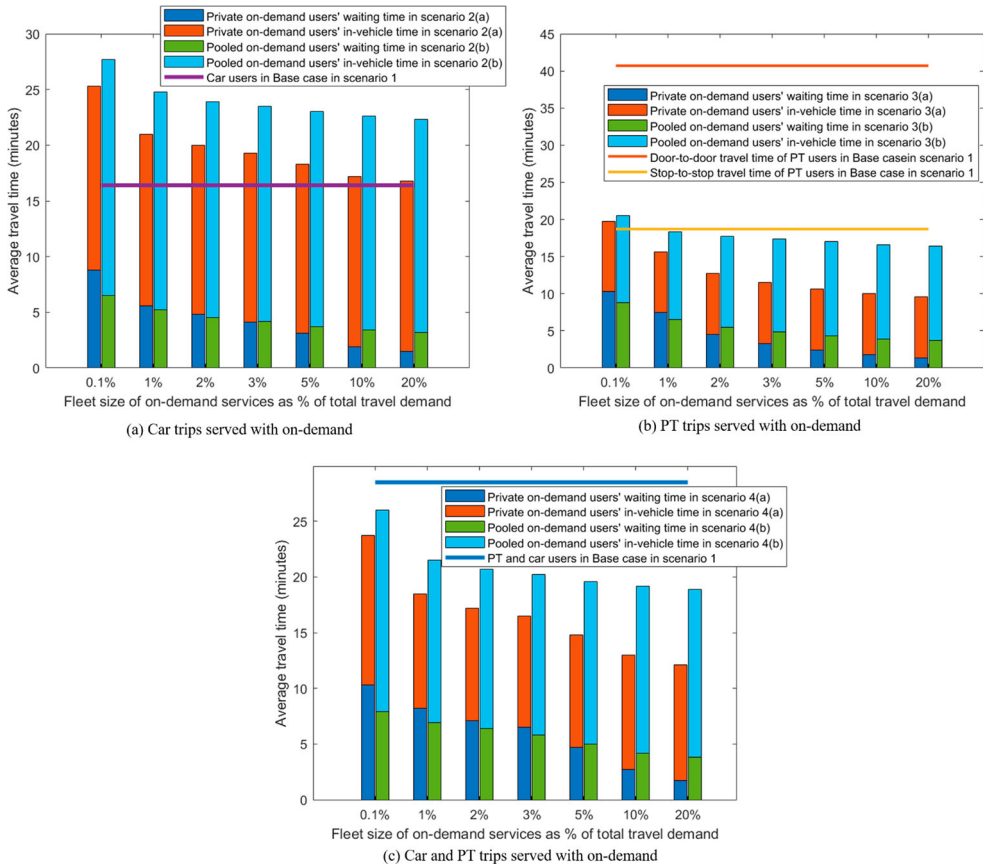 Private on-demand users' waiting time in scenario 2(a)
Private on-demand users' in-vehicle time in scenario 2(a)
Pooled on-demand users' waiting time in scenario 2(b)
Pooled on-demand users' in-vehicle time in scenario 2(b)
Car users in Base case in scenario 1
30
25
20
15
10
5
0
Average travel time (minutes)
0.1% 1% 2% 3% 5% 10% 20%
Fleet size of on-demand services as % of total travel demand
(a) Car trips served with on-demand
45
40
35
30
25
20
15
10
5
0
Average travel time (minutes)
Private on-demand users' waiting time in scenario 3(a)
Private on-demand users' in-vehicle time in scenario 3(a)
Pooled on-demand users' waiting time in scenario 3(b)
Pooled on-demand users' in-vehicle time in scenario 3(b)
Door-to-door travel time of PT users in Base casein scenario 1
Stop-to-stop travel time of PT users in Base case in scenario 1
0.1% 1% 2% 3% 5% 10% 20%
Fleet size of on-demand services as % of total travel demand
(b) PT trips served with on-demand
25
20
15
10
5
0
Average travel time (minutes)
Private on-demand users' waiting time in scenario 4(a)
Private on-demand users' in-vehicle time in scenario 4(a)
Pooled on-demand users' waiting time in scenario 4(b)
Pooled on-demand users' in-vehicle time in scenario 4(b)
PT and car users in Base case in scenario 1
0.1% 1% 2% 3% 5% 10% 20%
Fleet size of on-demand services as % of total travel demand
(c) Car and PT trips served with on-demand